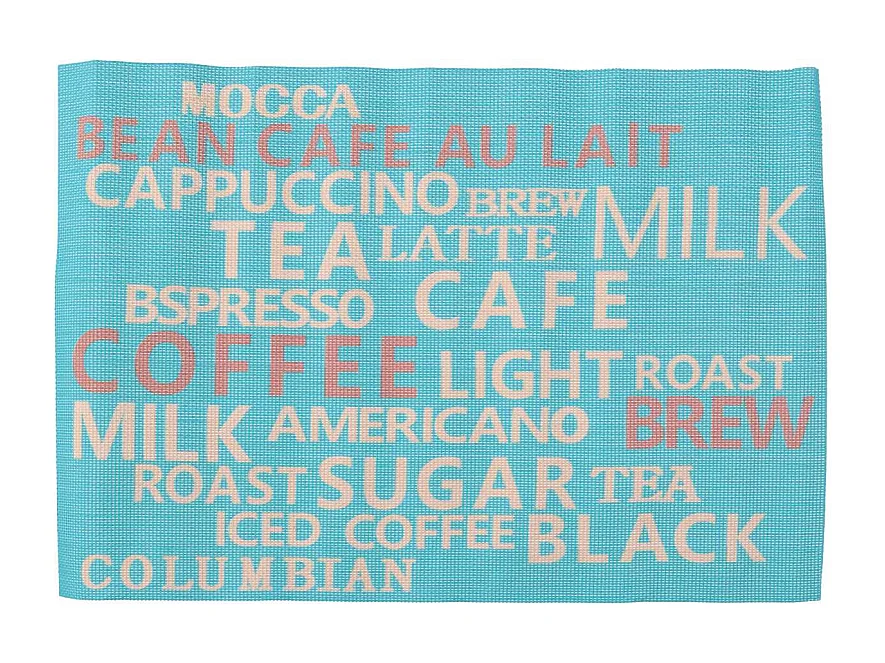 MOCCA
BEAN CAFE AU LAIT
CAPPUCCINO BREW MILK
TEA LATTE
BSPRESSO CAFE
COFFEE LIGHT ROAST
MILK AMERICANO BREW
ROAST SUGAR TEA
ICED COFFEE BLACK
COLUMBIAN